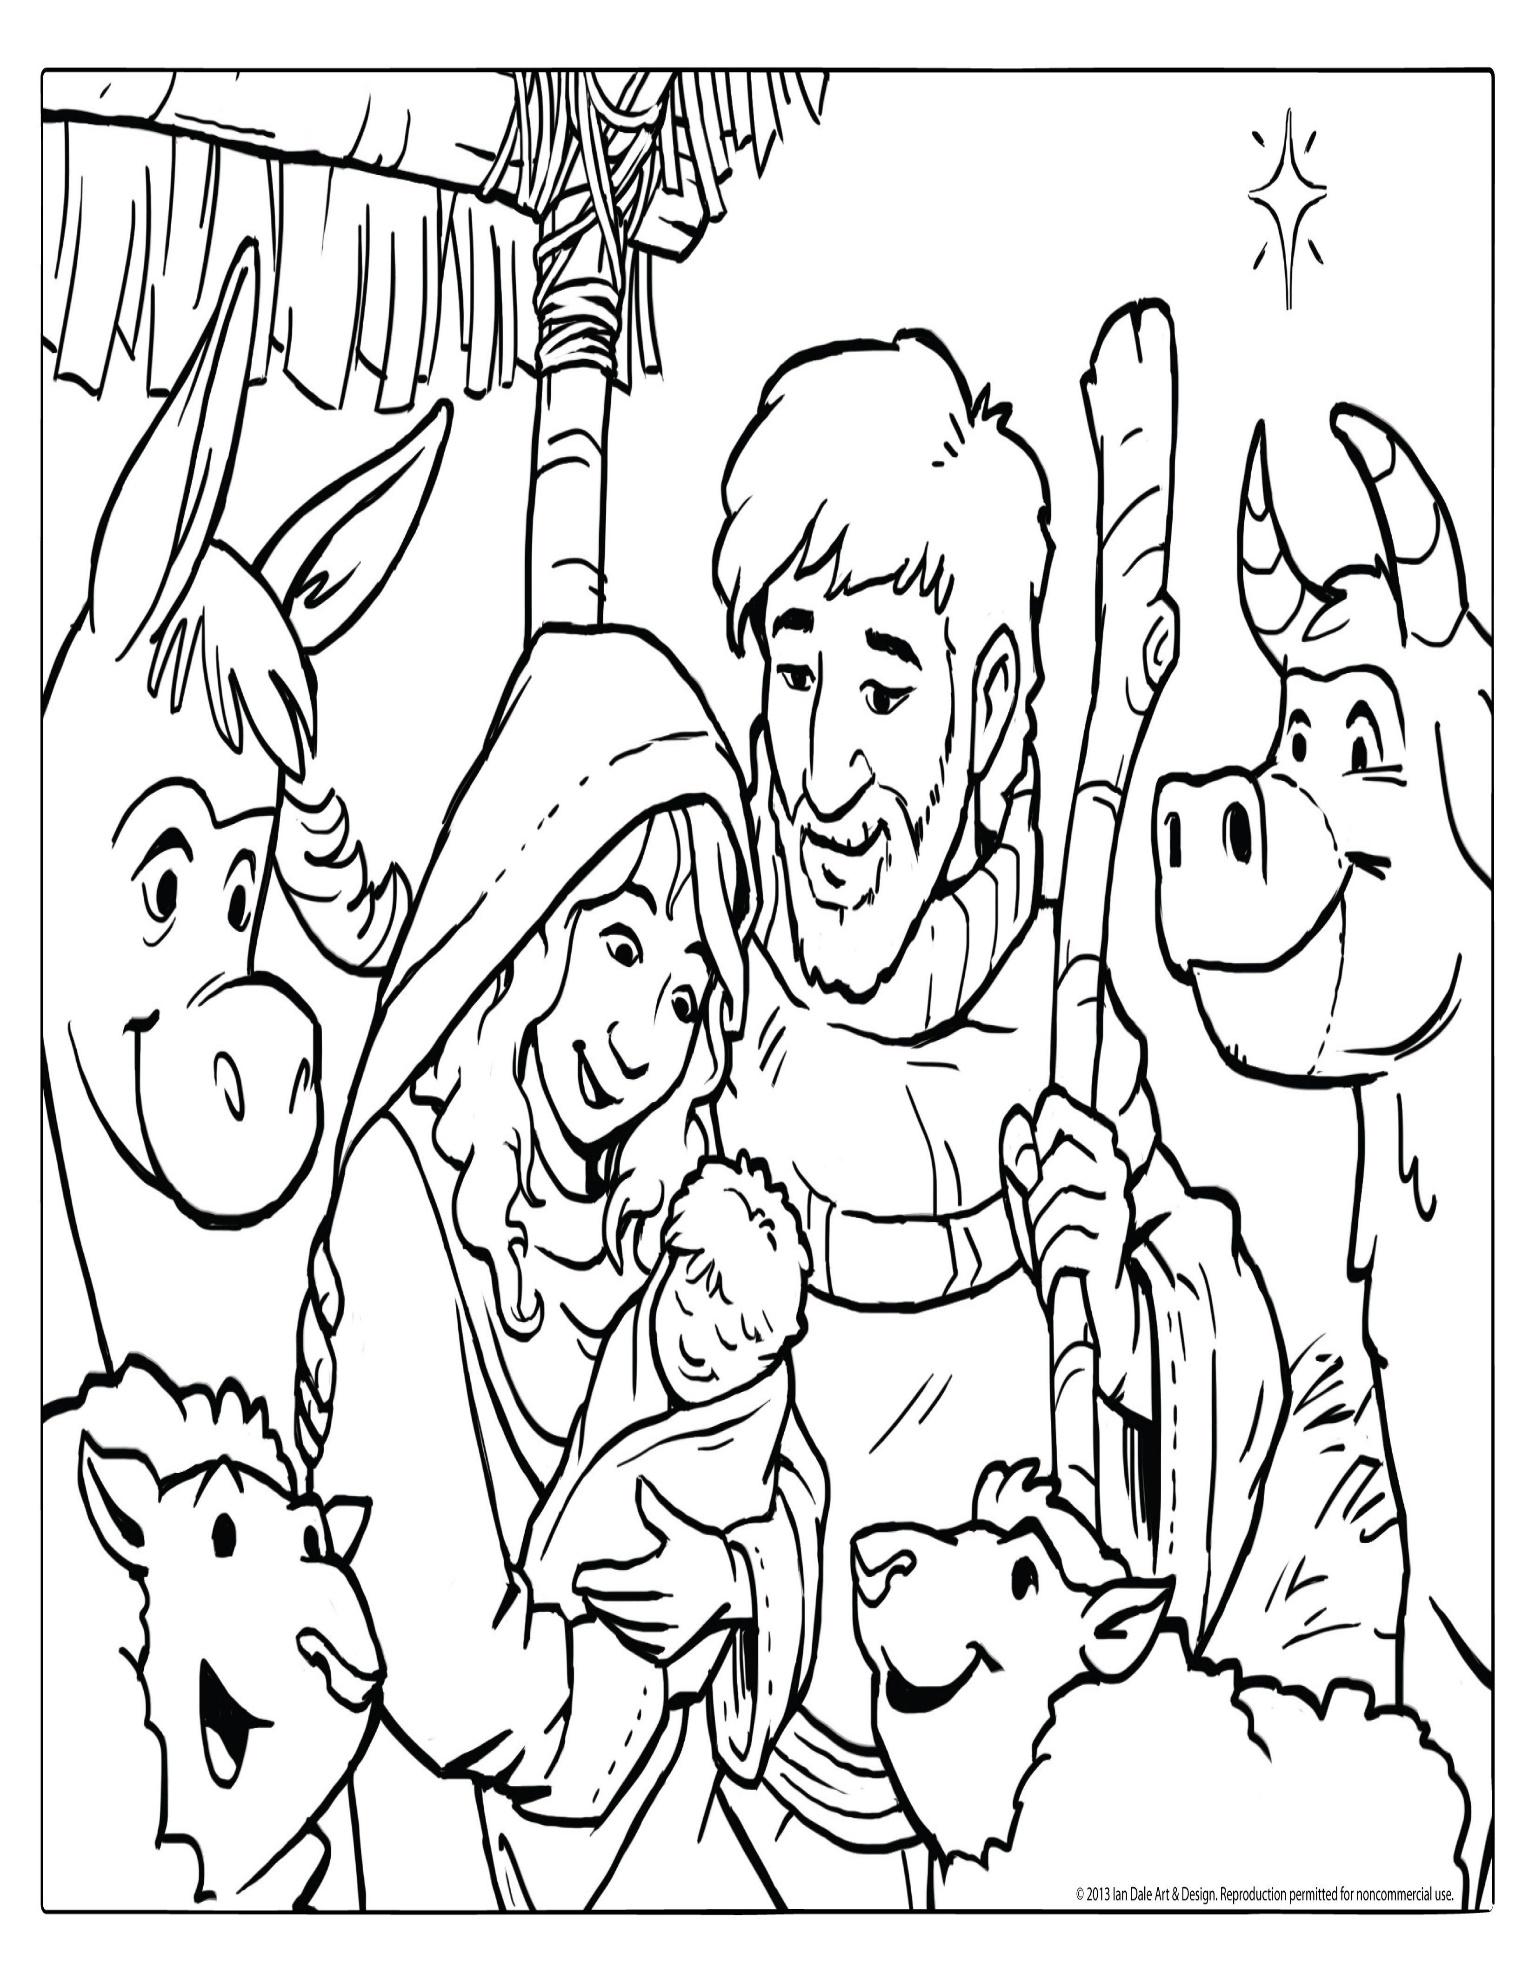 © 2013 Ian Dale Art & Design. Reproduction permitted for noncommercial use.